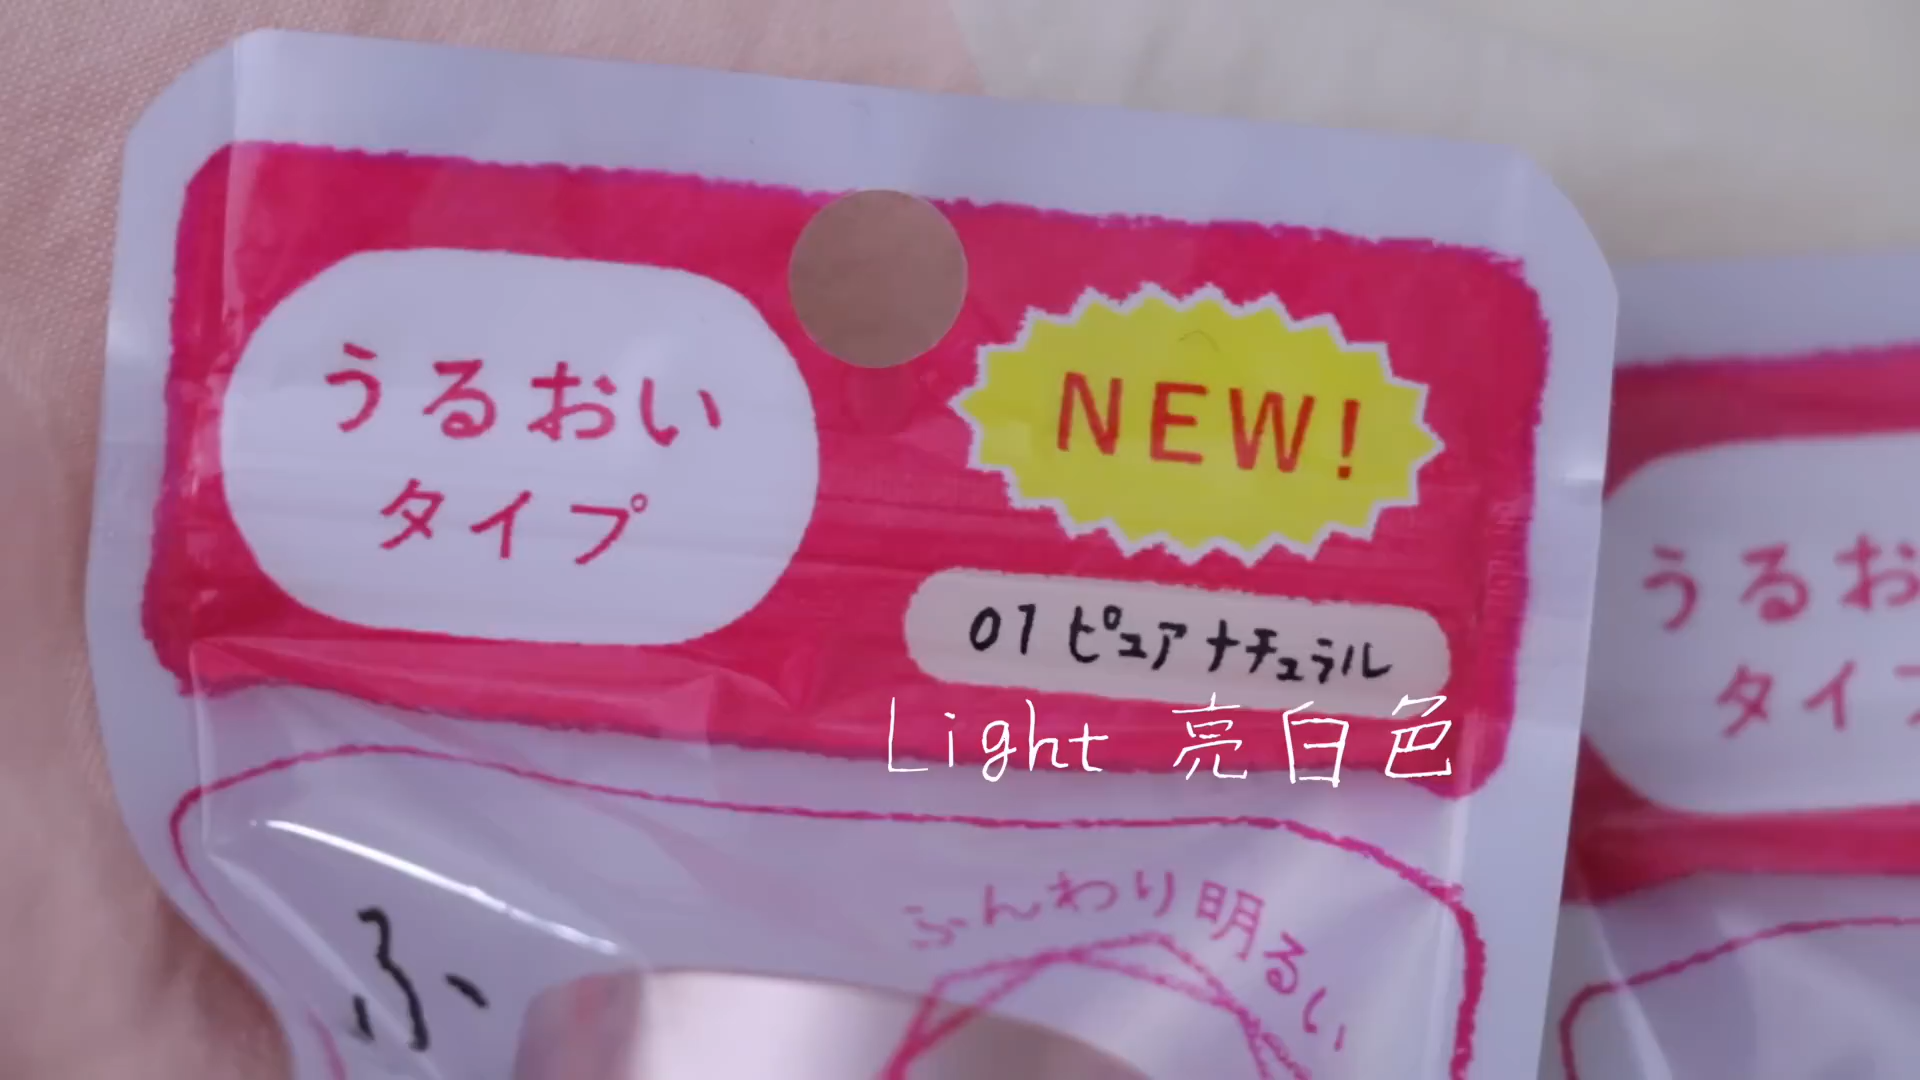 うるおい
タイプ
NEW!
01 ピュアナチュラル
Light 亮白色
ふんわり明るい
ふ
うるお
タイ